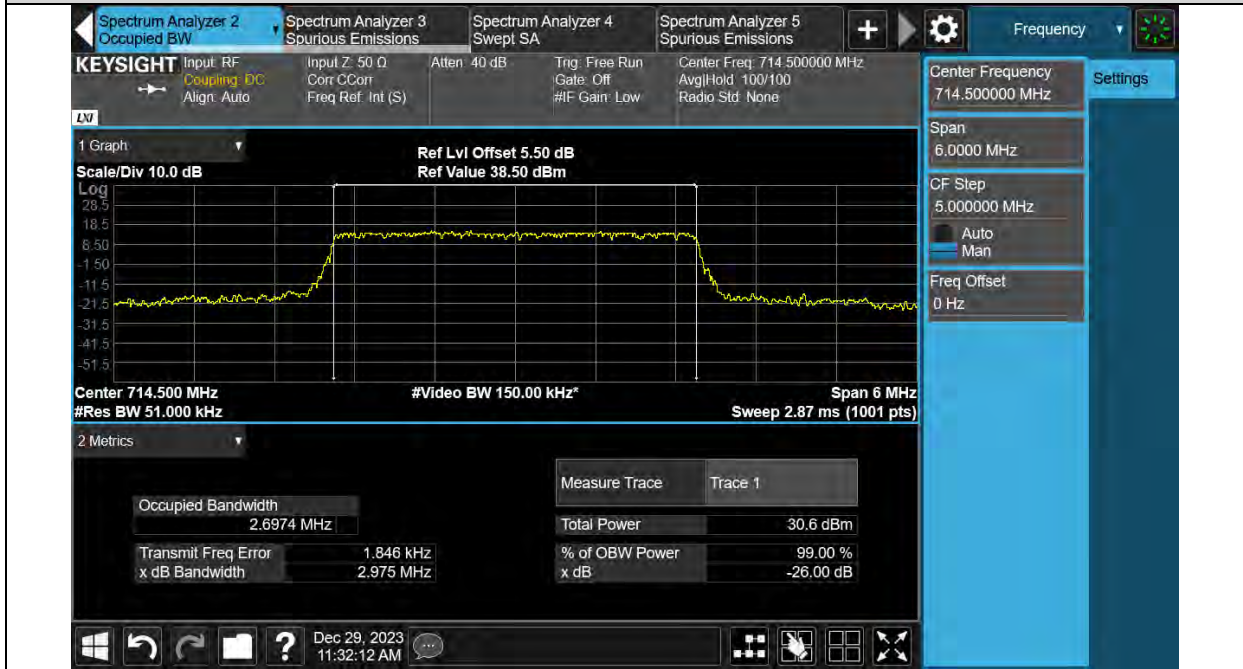 Spectrum Analyzer 2
Occupied BW
Spectrum Analyzer 3
Spurious Emissions
Spectrum Analyzer 4
Swept SA
Spectrum Analyzer 5
Spurious Emissions
+
Frequency
KEYSIGHT
Input: RF
Coupling: DC
Align: Auto
Input Z: 50 Ω
Corr CCorr
Freq Ref: Int (S)
Atten: 40 dB
Trig: Free Run
Gate: Off
#IF Gain: Low
Center Freq: 714.500000 MHz
Avg|Hold: 100/100
Radio Std: None
LXI
Center Frequency
714.500000 MHz
Settings
Span
6.0000 MHz
CF Step
5.000000 MHz
Auto
Man
Freq Offset
0 Hz
1 Graph
Scale/Div 10.0 dB
Ref Lvl Offset 5.50 dB
Ref Value 38.50 dBm
Log
28.5
18.5
8.50
-1.50
-11.5
-21.5
-31.5
-41.5
-51.5
Center 714.500 MHz
#Video BW 150.00 kHz*
Span 6 MHz
#Res BW 51.000 kHz
Sweep 2.87 ms (1001 pts)
2 Metrics
Measure Trace
Trace 1
Occupied Bandwidth
2.6974 MHz
Total Power
30.6 dBm
Transmit Freq Error
1.846 kHz
% of OBW Power
99.00 %
x dB Bandwidth
2.975 MHz
x dB
-26.00 dB
?
Dec 29, 2023
11:32:12 AM